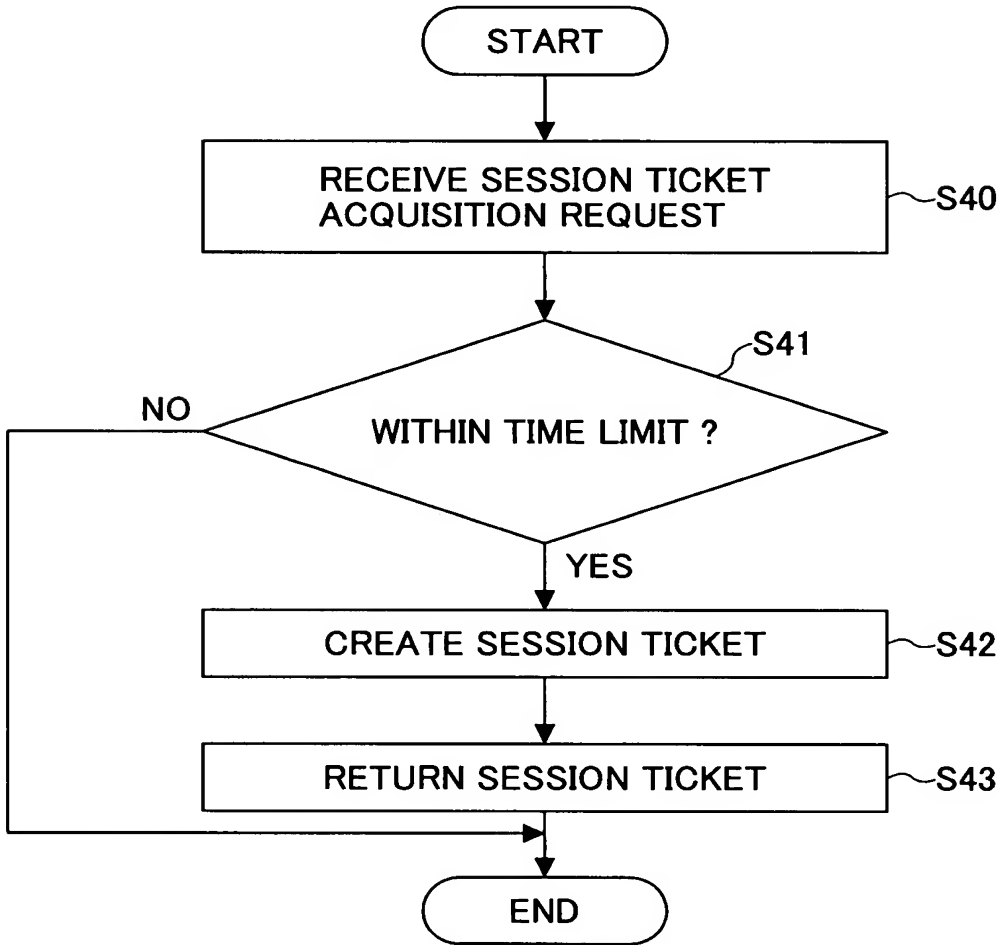 START
RECEIVE SESSION TICKET
ACQUISITION REQUEST
S40
S41
NO
WITHIN TIME LIMIT ?
YES
CREATE SESSION TICKET
S42
RETURN SESSION TICKET
S43
END